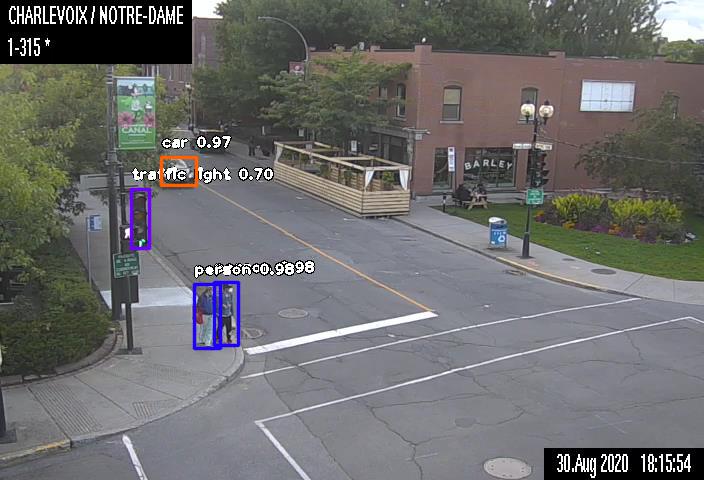 CHARLEVOIX / NOTRE-DAME
1-315 *
CANAL
car 0.97
traffic light 0.70
BARLEY
person 0.98
30.Aug 2020 18:15:54